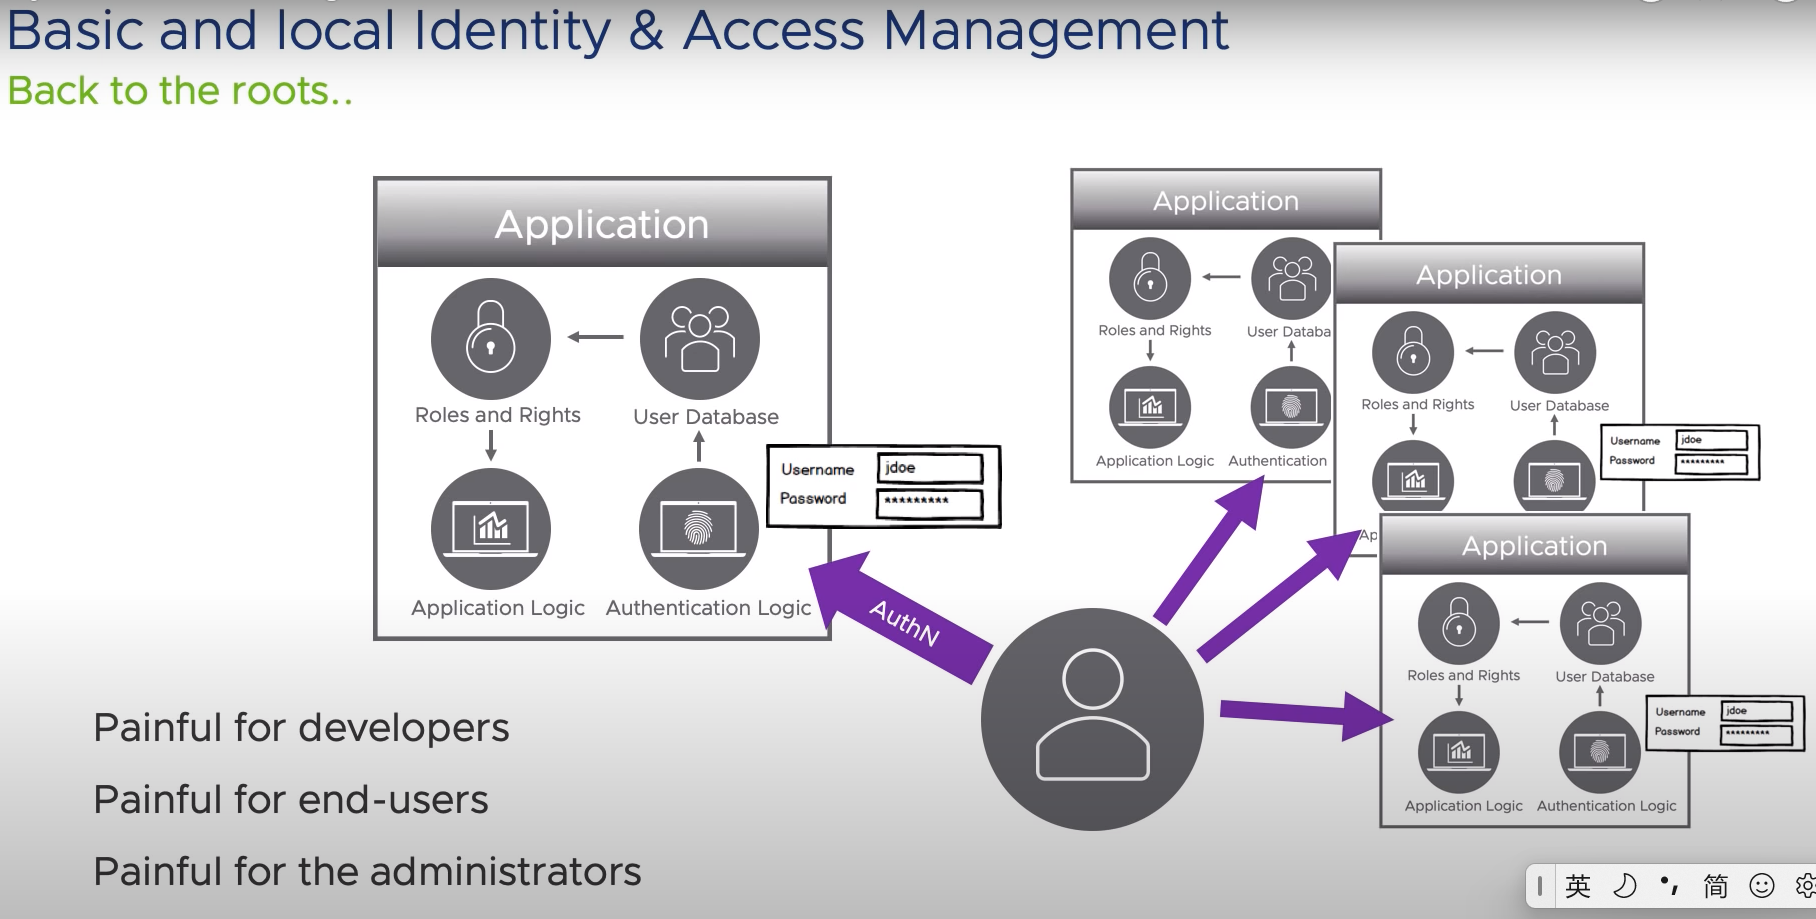 Basic and local Identity & Access Management
Back to the roots..
Application
Roles and Rights
User Database
Application Logic
Authentication Logic
Username
jdoe
Password
*********
AuthN
Application
Roles and Rights
User Databa
Application Logic
Authentication
Application
Roles and Rights
User Database
Username
jdoe
Password
*********
Ap
Application
Roles and Rights
User Database
Username
jdoe
Password
*********
Application Logic
Authentication Logic
Painful for developers
Painful for end-users
Painful for the administrators
英
简